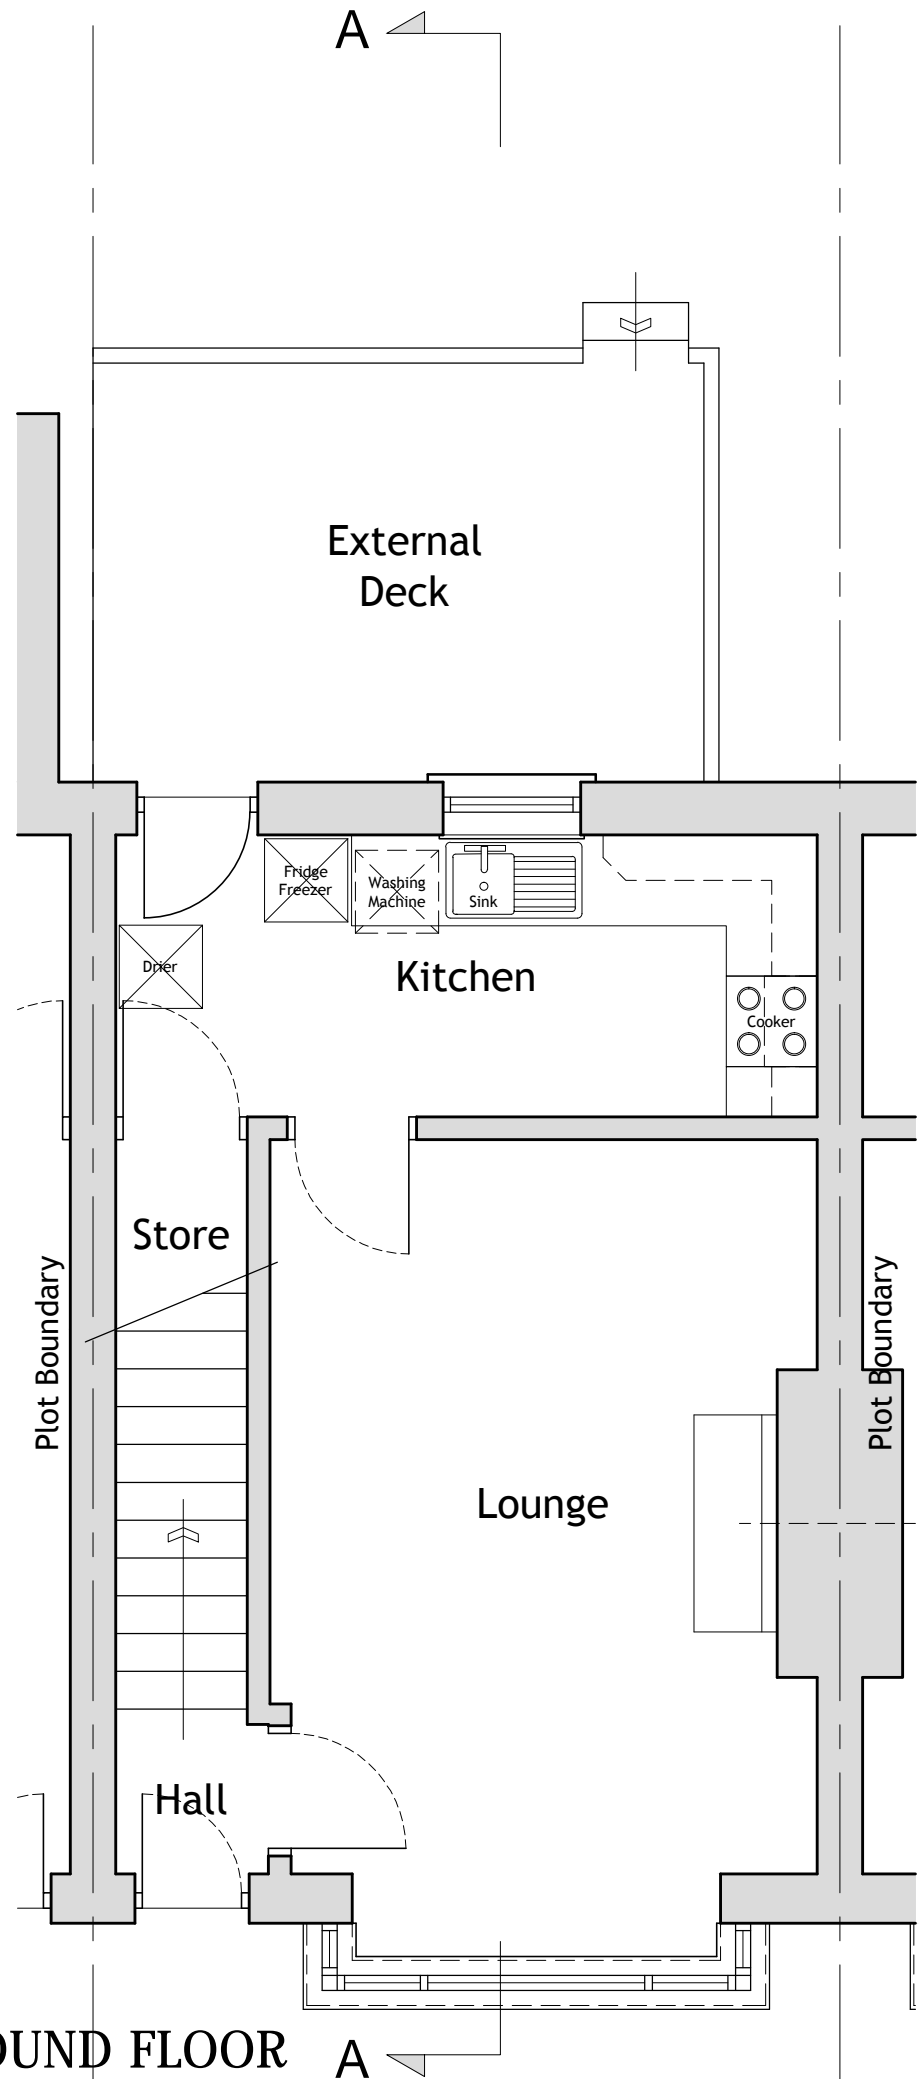 A
External
Deck
Fridge
Freezer
Washing
Machine
Sink
Drier
Kitchen
Cooker
Store
Plot Boundary
Plot Boundary
Lounge
Hall
OUND FLOOR
A